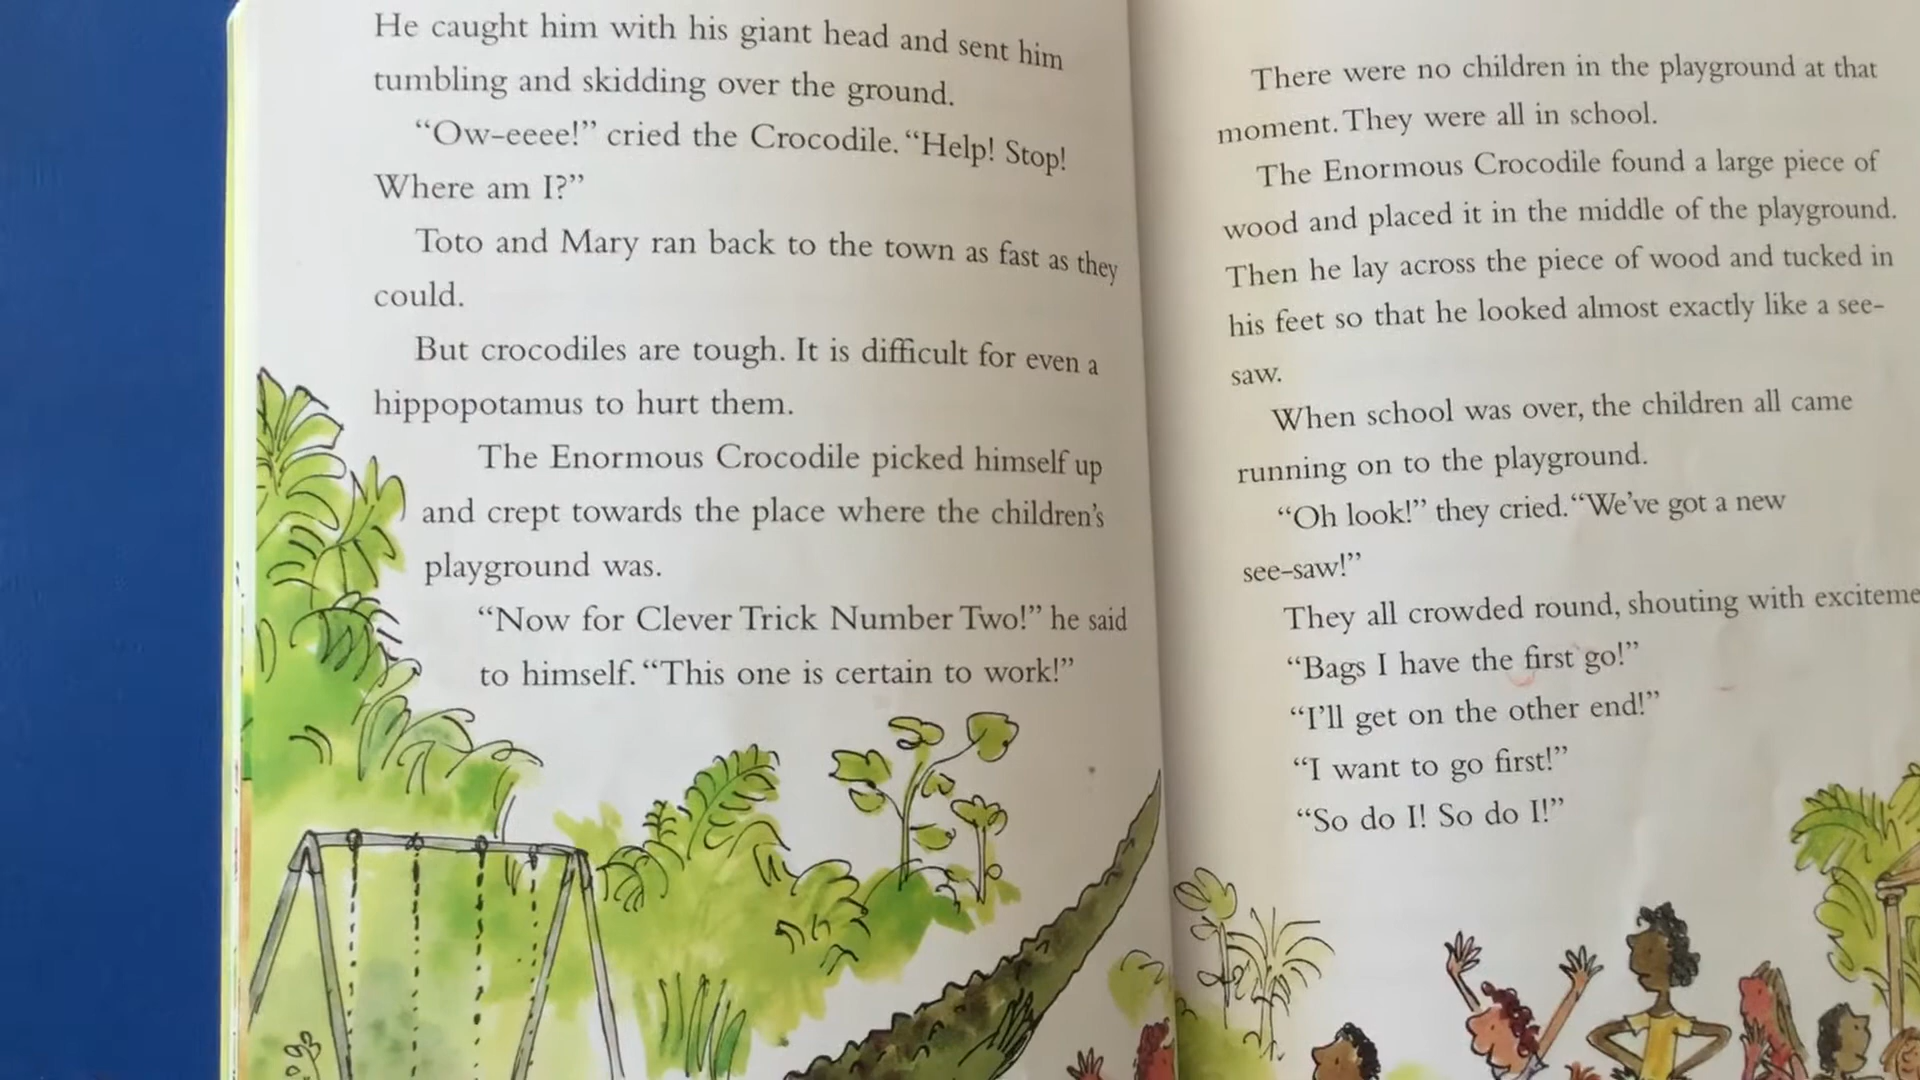 He caught him with his giant head and sent him
tumbling and skidding over the ground.
“Ow-eeee!” cried the Crocodile. “Help! Stop!
Where am I?”
Toto and Mary ran back to the town as fast as they
could.
But crocodiles are tough. It is difficult for even a
hippopotamus to hurt them.
The Enormous Crocodile picked himself up
and crept towards the place where the children’s
playground was.
“Now for Clever Trick Number Two!” he said
to himself. “This one is certain to work!”
There were no children in the playground at that
moment. They were all in school.
The Enormous Crocodile found a large piece of
wood and placed it in the middle of the playground.
Then he lay across the piece of wood and tucked in
his feet so that he looked almost exactly like a see-
saw.
When school was over, the children all came
running on to the playground.
“Oh look!” they cried. “We’ve got a new
see-saw!”
They all crowded round, shouting with exciteme
“Bags I have the first go!”
“I’ll get on the other end!”
“I want to go first!”
“So do I! So do I!”